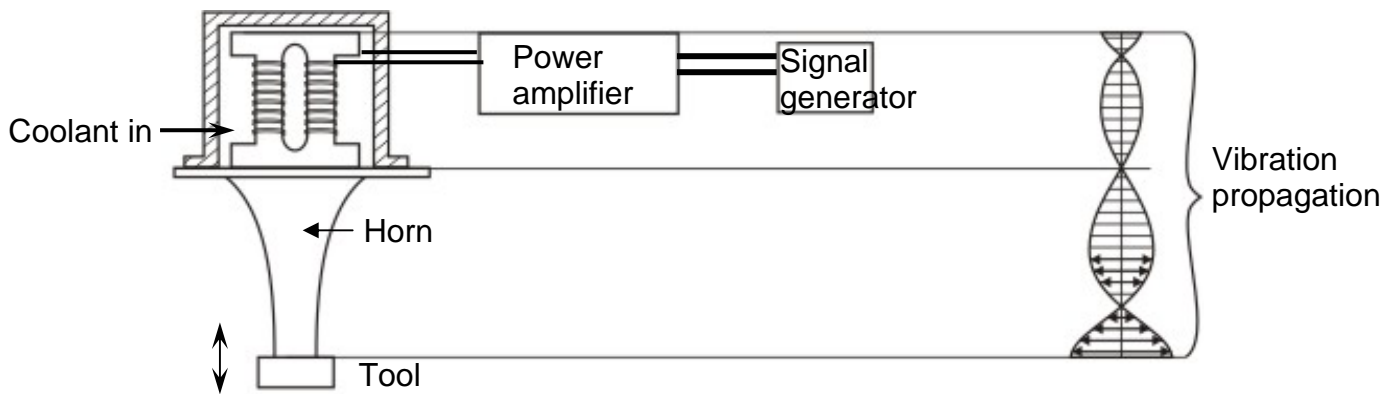 Power
amplifier
Signal
generator
Coolant in
Vibration
propagation
Horn
Tool